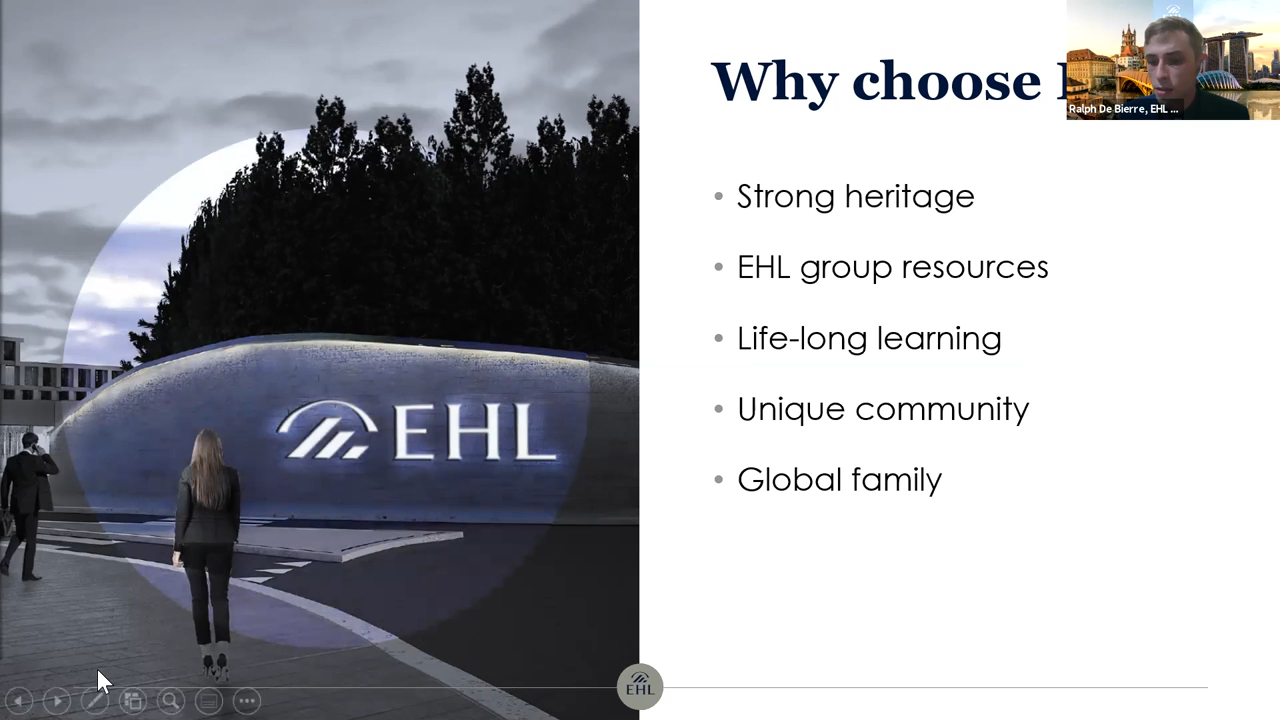 Why choose
Ralph De Bierre, EHL ...
• Strong heritage
• EHL group resources
• Life-long learning
• Unique community
• Global family
EHL
EHL